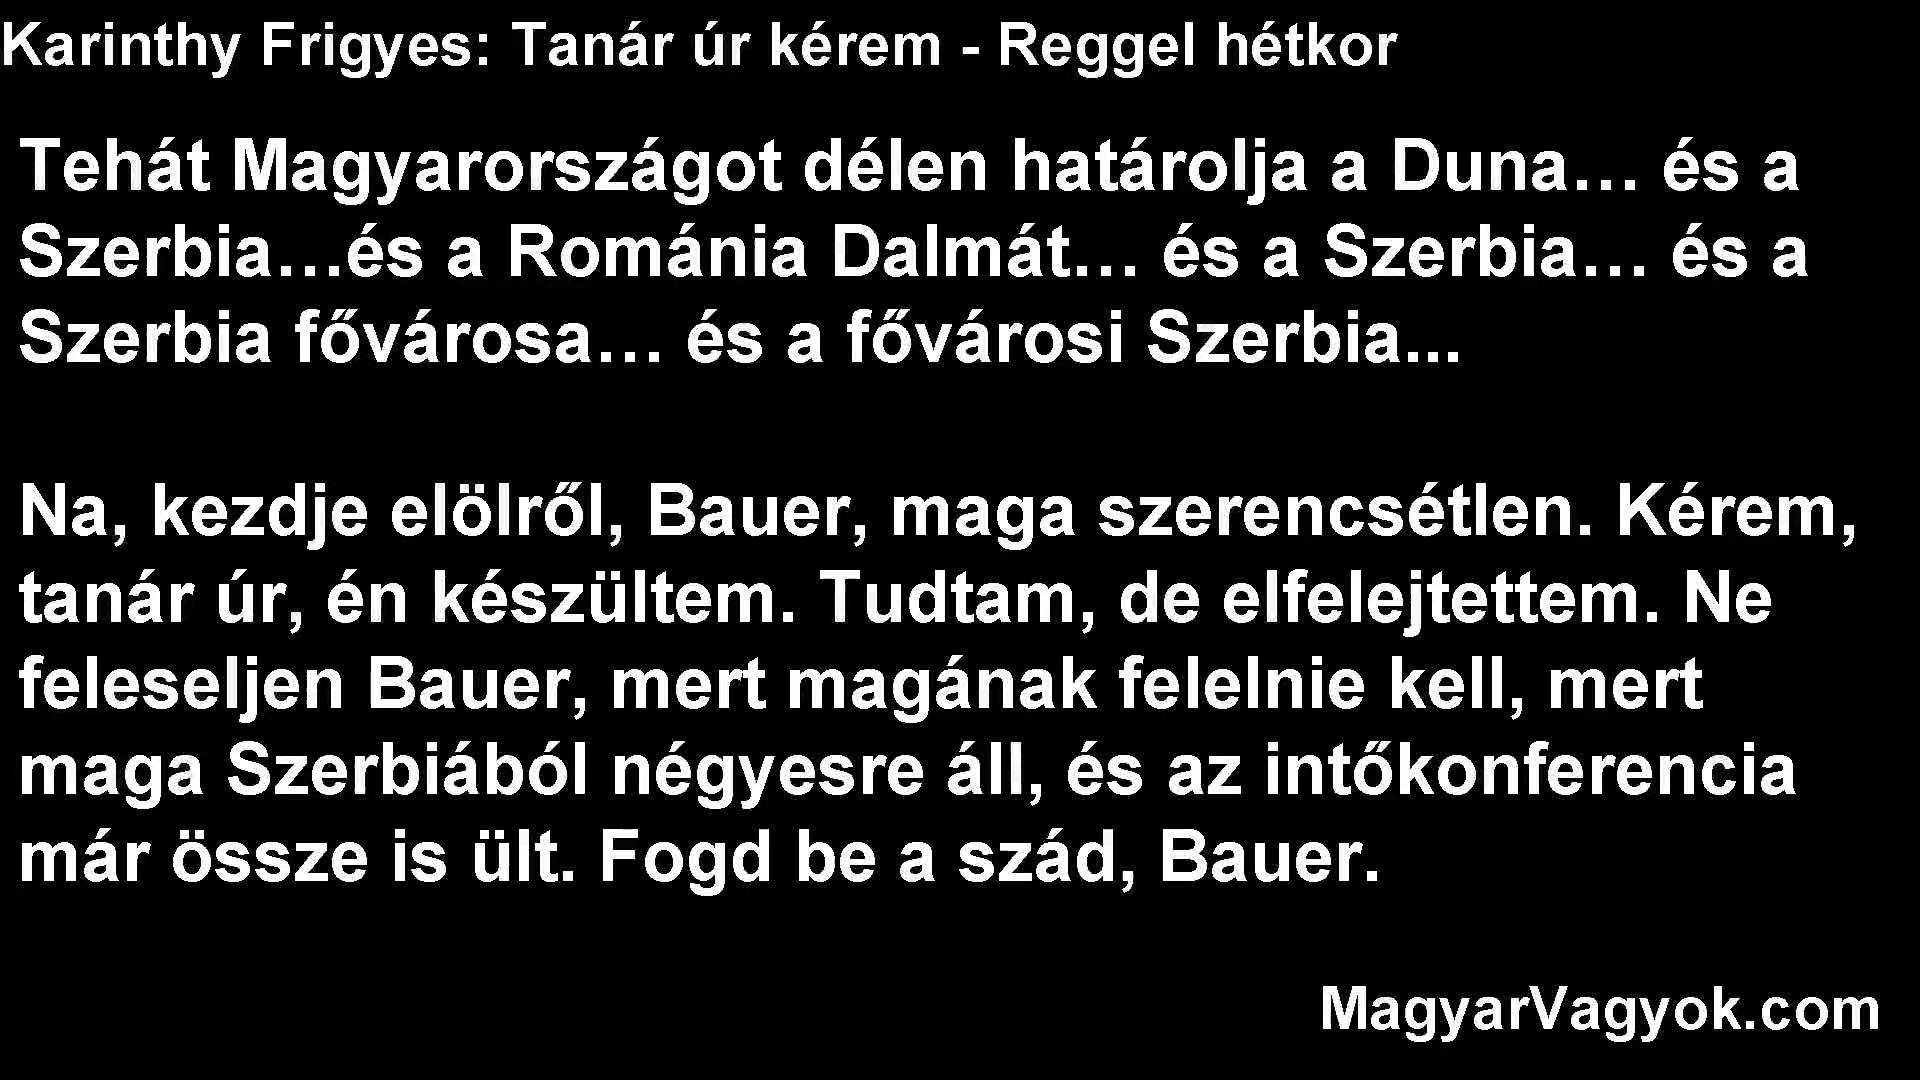 Karinthy Frigyes: Tanár úr kérem - Reggel hétkor
Tehát Magyarországot délen határolja a Duna… és a
Szerbia…és a Románia Dalmát… és a Szerbia… és a
Szerbia fővárosa… és a fővárosi Szerbia...
Na, kezdje elölről, Bauer, maga szerencsétlen. Kérem,
tanár úr, én készültem. Tudtam, de elfelejtettem. Ne
feleseljen Bauer, mert magának felelnie kell, mert
maga Szerbiából négyesre áll, és az intőkonferencia
már össze is ült. Fogd be a szád, Bauer.
MagyarVagyok.com